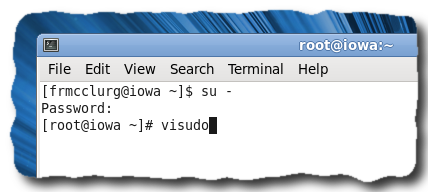 root@iowa:~
File Edit View Search Terminal Help
[frmcclurg@iowa ~]$ su -
Password:
[root@iowa ~]# visudo